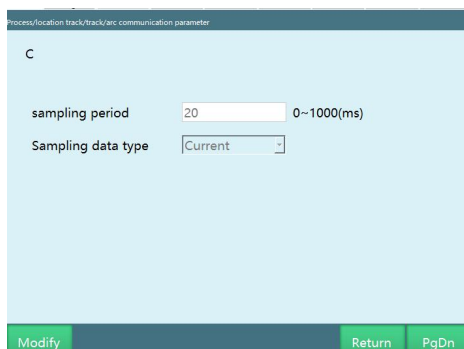 Process/location track/track/arc communication parameter
C
sampling period 20 0~1000(ms)
Sampling data type Current
Modify Return PgDn